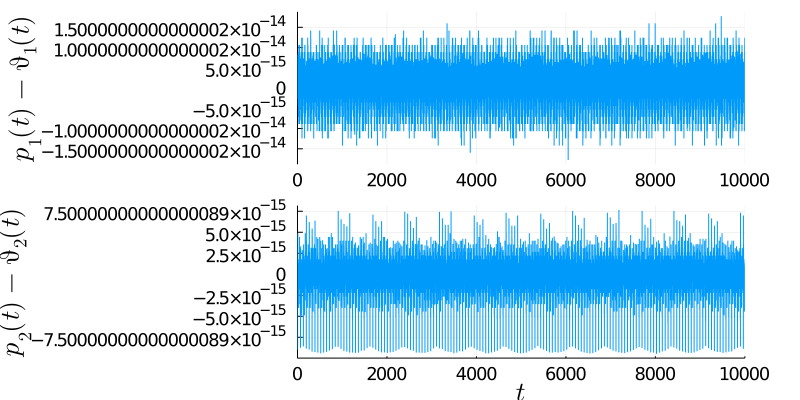 1.5000000000000002×10⁻¹⁴
1.0000000000000002×10⁻¹⁴
5.0×10⁻¹⁵
0
−5.0×10⁻¹⁵
−1.0000000000000002×10⁻¹⁴
−1.5000000000000002×10⁻¹⁴
p₁(t) − ϑ₁(t)
0 2000 4000 6000 8000 10000
7.5000000000000089×10⁻¹⁵
5.0×10⁻¹⁵
2.5×10⁻¹⁵
0
−2.5×10⁻¹⁵
−5.0×10⁻¹⁵
−7.5000000000000089×10⁻¹⁵
p₂(t) − ϑ₂(t)
0 2000 4000 6000 8000 10000
t